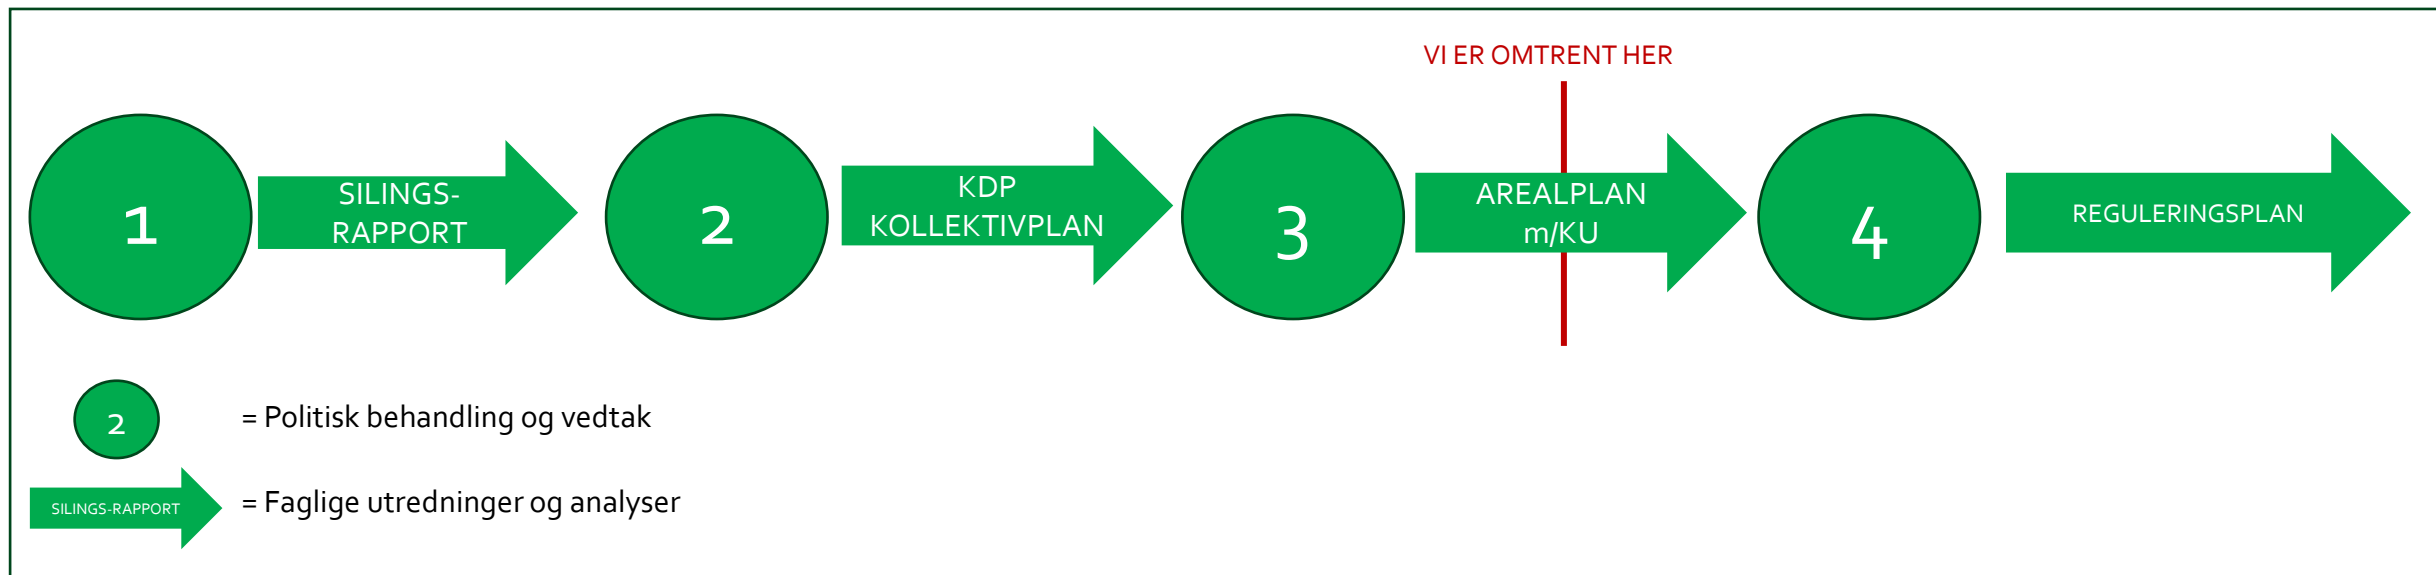 VI ER OMTRENT HER
1
SILINGS-
RAPPORT
2
KDP
KOLLEKTIVPLAN
3
AREALPLAN
m/KU
4
REGULERINGSPLAN
2
= Politisk behandling og vedtak
SILINGS-RAPPORT
= Faglige utredninger og analyser